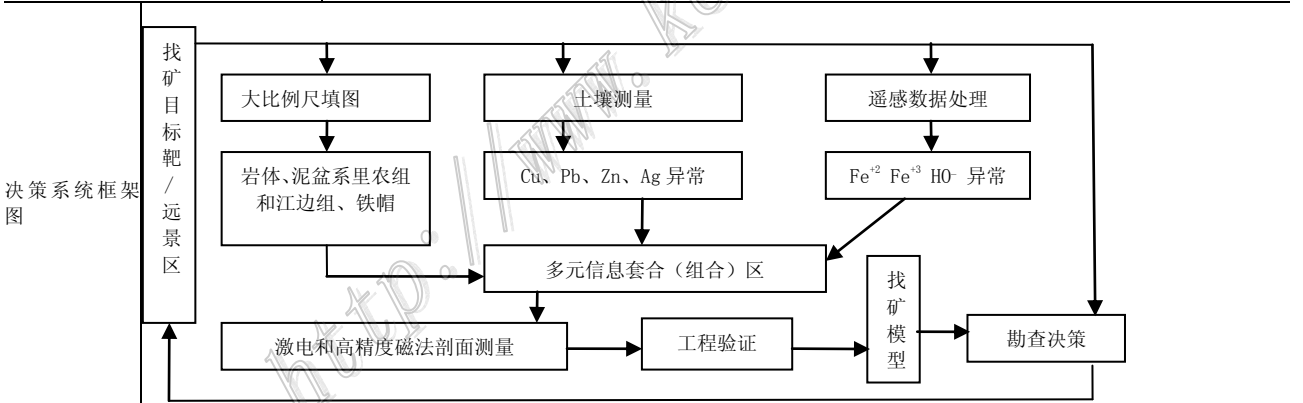 决策系统框架
图
找
矿
目
标
靶
/
远
景
区
大比例尺填图
土壤测量
遥感数据处理
岩体、泥盆系里农组
和江边组、铁帽
Cu、Pb、Zn、Ag 异常
Fe⁺² Fe⁺³ HO⁻ 异常
多元信息套合（组合）区
激电和高精度磁法剖面测量
工程验证
找
矿
模
型
勘查决策
http://www.k